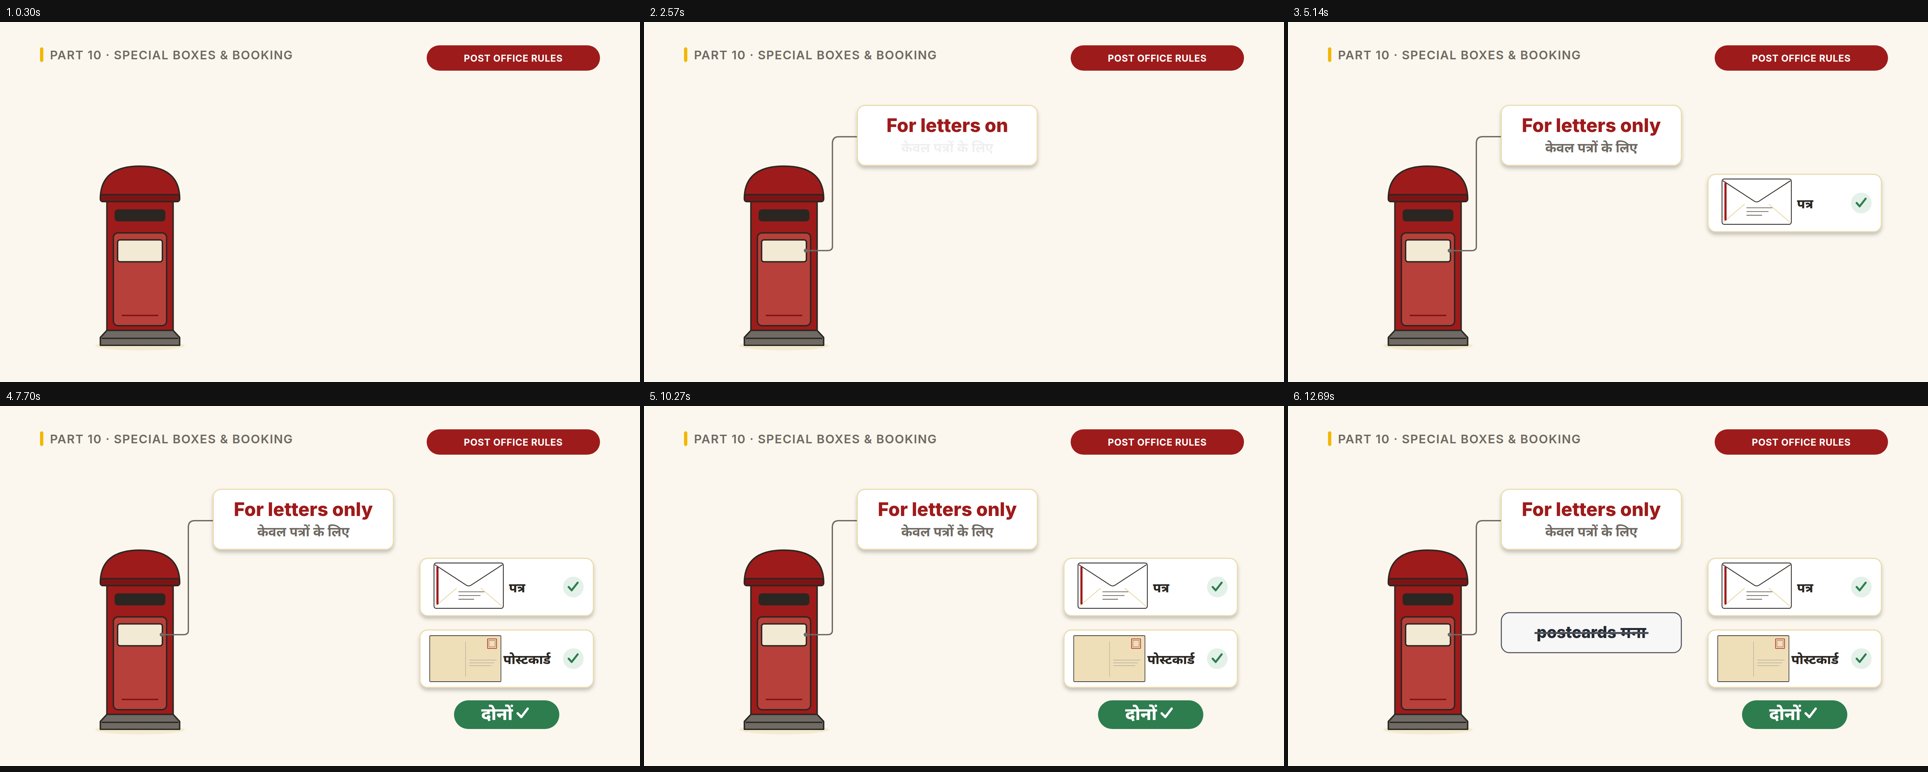 1. 0.30s
PART 10 · SPECIAL BOXES & BOOKING
POST OFFICE RULES
2. 2.57s
PART 10 · SPECIAL BOXES & BOOKING
POST OFFICE RULES
For letters on
केवल पत्रों के लिए
3. 5.14s
PART 10 · SPECIAL BOXES & BOOKING
POST OFFICE RULES
For letters only
केवल पत्रों के लिए
पत्र
4. 7.70s
PART 10 · SPECIAL BOXES & BOOKING
POST OFFICE RULES
For letters only
केवल पत्रों के लिए
पत्र
पोस्टकार्ड
दोनों ✓
5. 10.27s
PART 10 · SPECIAL BOXES & BOOKING
POST OFFICE RULES
For letters only
केवल पत्रों के लिए
पत्र
पोस्टकार्ड
दोनों ✓
6. 12.69s
PART 10 · SPECIAL BOXES & BOOKING
POST OFFICE RULES
For letters only
केवल पत्रों के लिए
पत्र
postcards मना
पोस्टकार्ड
दोनों ✓